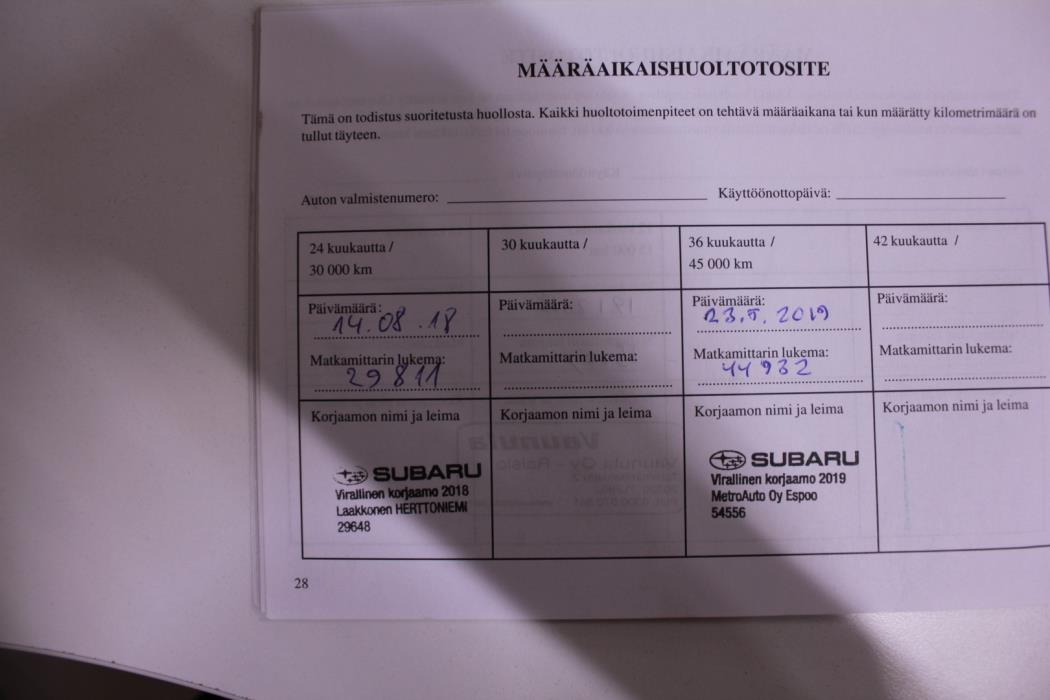 MÄÄRÄAIKAISHUOLTOTOSITE
Tämä on todistus suoritetusta huollosta. Kaikki huoltotoimenpiteet on tehtävä määräaikana tai kun määrätty kilometrimäärä on
tullut täyteen.
Auton valmistenumero: Käyttöönottopäivä:
24 kuukautta /
30 000 km
30 kuukautta /
36 kuukautta /
45 000 km
42 kuukautta /
Päivämäärä:
14.08.18
Matkamittarin lukema:
29811
Päivämäärä:
Matkamittarin lukema:
Päivämäärä:
23.5.2019
Matkamittarin lukema:
44932
Päivämäärä:
Matkamittarin lukema:
Korjaamon nimi ja leima
SUBARU
Virallinen korjaamo 2018
Laakkonen HERTTONIEMI
29648
Korjaamon nimi ja leima
Korjaamon nimi ja leima
SUBARU
Virallinen korjaamo 2019
MetroAuto Oy Espoo
54556
Korjaamon nimi ja leima
28